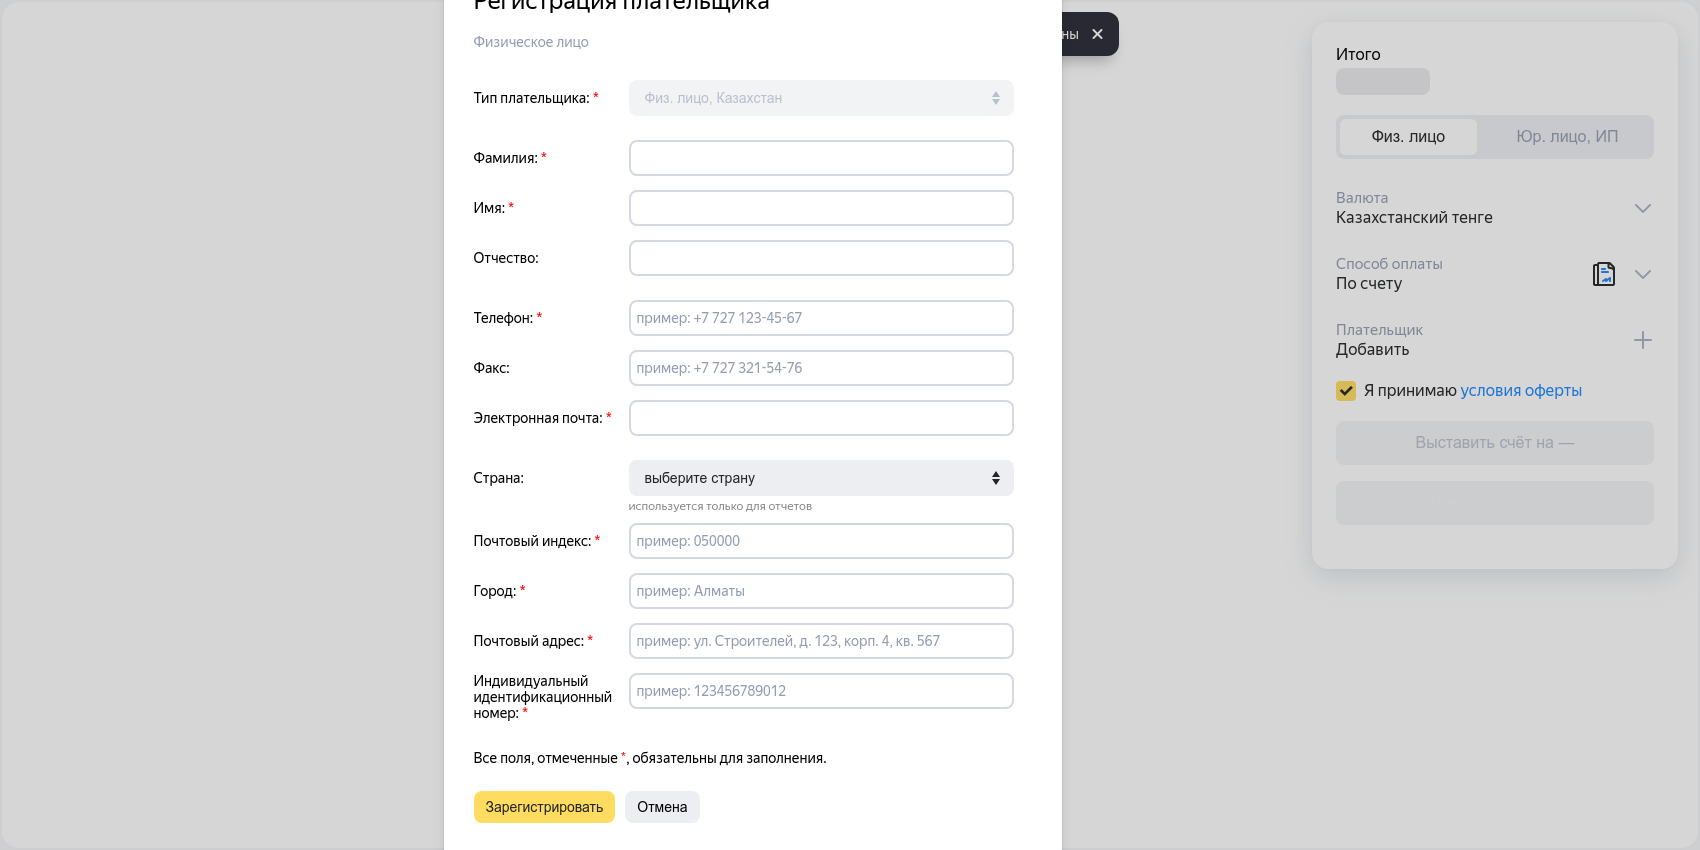 Регистрация плательщика
Физическое лицо
Тип плательщика: *
Физ. лицо, Казахстан
Фамилия: *
Имя: *
Отчество:
Телефон: *
пример: +7 727 123-45-67
Факс:
пример: +7 727 321-54-76
Электронная почта: *
Страна:
выберите страну
используется только для отчетов
Почтовый индекс: *
пример: 050000
Город: *
пример: Алматы
Почтовый адрес: *
пример: ул. Строителей, д. 123, корп. 4, кв. 567
Индивидуальный
идентификационный
номер: *
пример: 123456789012
Все поля, отмеченные *, обязательны для заполнения.
Зарегистрировать
Отмена
Итого
Физ. лицо
Юр. лицо, ИП
Валюта
Казахстанский тенге
Способ оплаты
По счету
Плательщик
Добавить
Я принимаю условия оферты
Выставить счёт на —